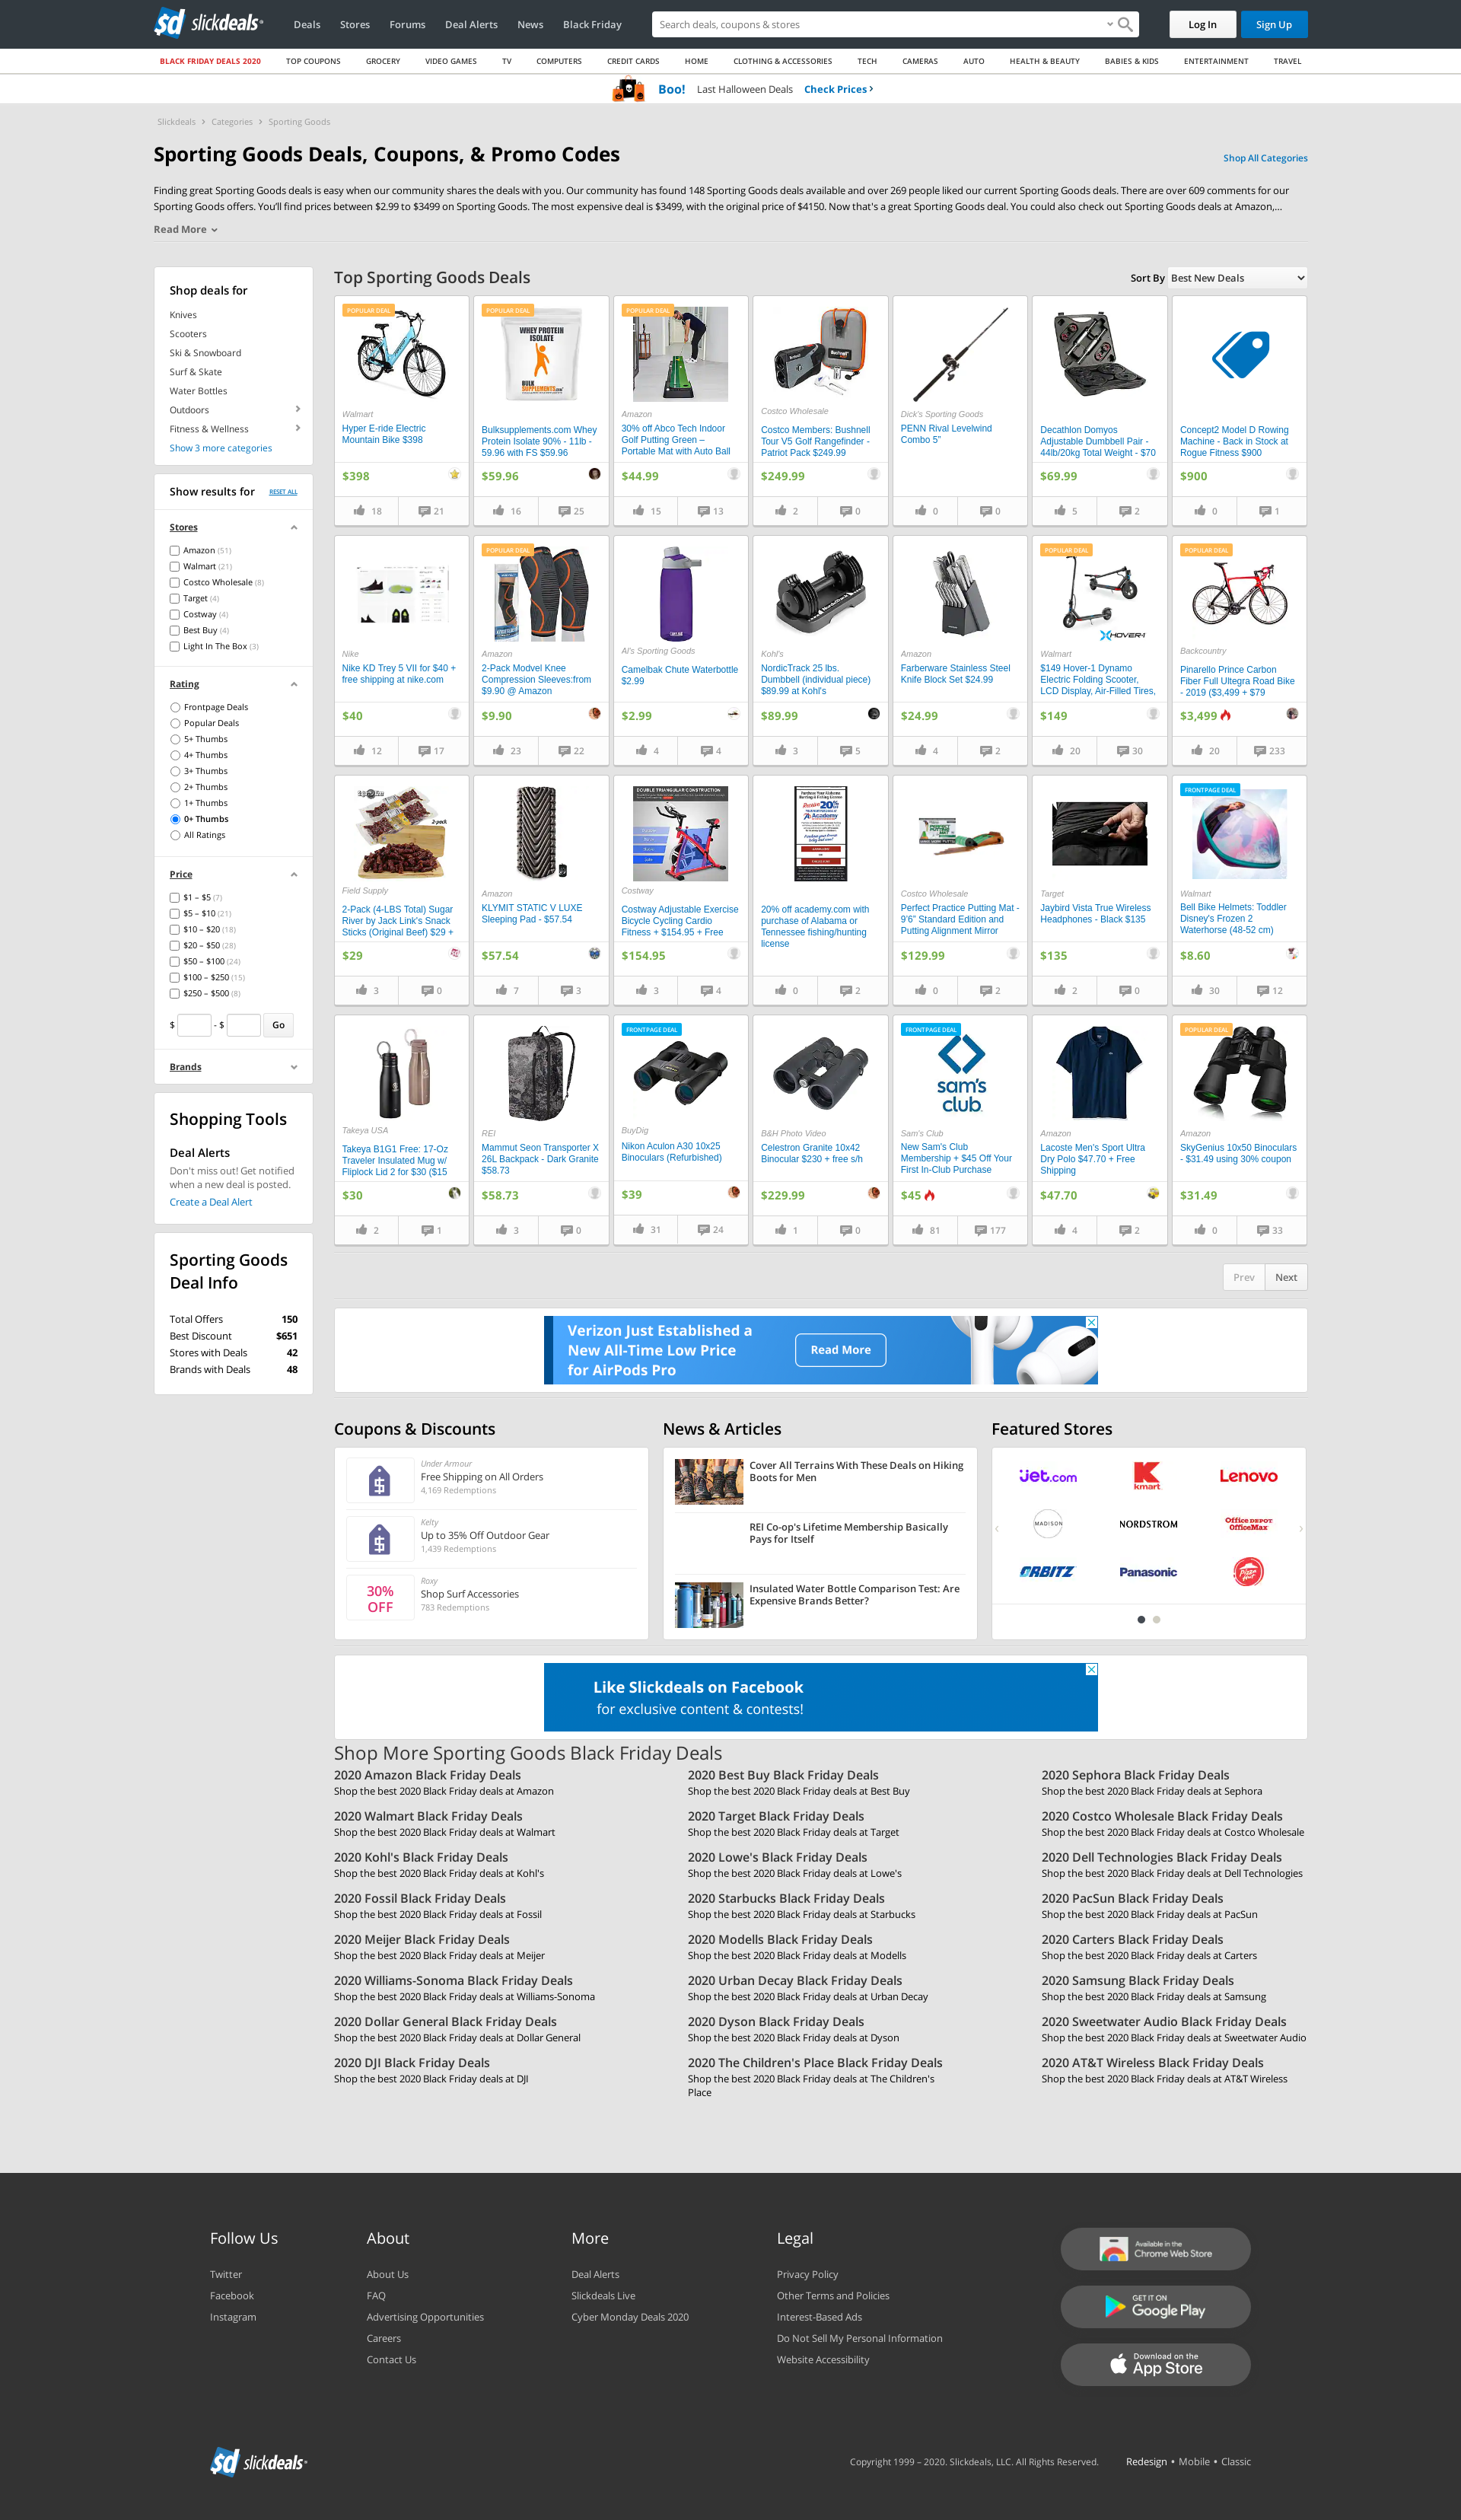 sd slickdeals
Deals Stores Forums Deal Alerts News Black Friday
Search deals, coupons & stores
Log In
Sign Up
BLACK FRIDAY DEALS 2020 TOP COUPONS GROCERY VIDEO GAMES TV COMPUTERS CREDIT CARDS HOME CLOTHING & ACCESSORIES TECH CAMERAS AUTO HEALTH & BEAUTY BABIES & KIDS ENTERTAINMENT TRAVEL
Boo! Last Halloween Deals Check Prices
Slickdeals Categories Sporting Goods
Sporting Goods Deals, Coupons, & Promo Codes
Shop All Categories
Finding great Sporting Goods deals is easy when our community shares the deals with you. Our community has found 148 Sporting Goods deals available and over 269 people liked our current Sporting Goods deals. There are over 609 comments for our
Sporting Goods offers. You'll find prices between $2.99 to $3499 on Sporting Goods. The most expensive deal is $3499, with the original price of $4150. Now that's a great Sporting Goods deal. You could also check out Sporting Goods deals at Amazon,...
Read More
Shop deals for
Knives
Scooters
Ski & Snowboard
Surf & Skate
Water Bottles
Outdoors
Fitness & Wellness
Show 3 more categories
Show results for RESET ALL
Stores
Amazon (51)
Walmart (21)
Costco Wholesale (8)
Target (4)
Costway (4)
Best Buy (4)
Light In The Box (3)
Rating
Frontpage Deals
Popular Deals
5+ Thumbs
4+ Thumbs
3+ Thumbs
2+ Thumbs
1+ Thumbs
0+ Thumbs
All Ratings
Price
$1 – $5 (7)
$5 – $10 (21)
$10 – $20 (18)
$20 – $50 (28)
$50 – $100 (24)
$100 – $250 (15)
$250 – $500 (8)
$ - $ Go
Brands
Shopping Tools
Deal Alerts
Don't miss out! Get notified
when a new deal is posted.
Create a Deal Alert
Sporting Goods
Deal Info
Total Offers 150
Best Discount $651
Stores with Deals 42
Brands with Deals 48
Top Sporting Goods Deals
Sort By Best New Deals
POPULAR DEAL
Walmart
Hyper E-ride Electric
Mountain Bike $398
$398
18 21
POPULAR DEAL
WHEY PROTEIN
ISOLATE
BULK
SUPPLEMENTS.com
Bulksupplements.com Whey
Protein Isolate 90% - 11lb -
59.96 with FS $59.96
$59.96
16 25
POPULAR DEAL
Amazon
30% off Abco Tech Indoor
Golf Putting Green –
Portable Mat with Auto Ball
$44.99
15 13
Costco Wholesale
Costco Members: Bushnell
Tour V5 Golf Rangefinder -
Patriot Pack $249.99
$249.99
2 0
Dick's Sporting Goods
PENN Rival Levelwind
Combo 5"
0 0
Decathlon Domyos
Adjustable Dumbbell Pair -
44lb/20kg Total Weight - $70
$69.99
5 2
Concept2 Model D Rowing
Machine - Back in Stock at
Rogue Fitness $900
$900
0 1
Nike
Nike KD Trey 5 VII for $40 +
free shipping at nike.com
$40
12 17
POPULAR DEAL
Amazon
2-Pack Modvel Knee
Compression Sleeves:from
$9.90 @ Amazon
$9.90
23 22
Al's Sporting Goods
Camelbak Chute Waterbottle
$2.99
$2.99
4 4
Kohl's
NordicTrack 25 lbs.
Dumbbell (individual piece)
$89.99 at Kohl's
$89.99
3 5
Amazon
Farberware Stainless Steel
Knife Block Set $24.99
$24.99
4 2
POPULAR DEAL
HOVER-1
Walmart
$149 Hover-1 Dynamo
Electric Folding Scooter,
LCD Display, Air-Filled Tires,
$149
20 30
POPULAR DEAL
Backcountry
Pinarello Prince Carbon
Fiber Full Ultegra Road Bike
- 2019 ($3,499 + $79
$3,499
20 233
2-pack
Field Supply
2-Pack (4-LBS Total) Sugar
River by Jack Link's Snack
Sticks (Original Beef) $29 +
$29
3 0
Amazon
KLYMIT STATIC V LUXE
Sleeping Pad - $57.54
$57.54
7 3
DOUBLE TRIANGULAR CONSTRUCTION
Costway
Costway Adjustable Exercise
Bicycle Cycling Cardio
Fitness + $154.95 + Free
$154.95
3 4
20%
Academy
20% off academy.com with
purchase of Alabama or
Tennessee fishing/hunting
license
0 2
Costco Wholesale
Perfect Practice Putting Mat -
9'6" Standard Edition and
Putting Alignment Mirror
$129.99
0 2
Target
Jaybird Vista True Wireless
Headphones - Black $135
$135
2 0
FRONTPAGE DEAL
Walmart
Bell Bike Helmets: Toddler
Disney's Frozen 2
Waterhorse (48-52 cm)
$8.60
30 12
Takeya USA
Takeya B1G1 Free: 17-Oz
Traveler Insulated Mug w/
Fliplock Lid 2 for $30 ($15
$30
2 1
REI
Mammut Seon Transporter X
26L Backpack - Dark Granite
$58.73
$58.73
3 0
FRONTPAGE DEAL
BuyDig
Nikon Aculon A30 10x25
Binoculars (Refurbished)
$39
31 24
B&H Photo Video
Celestron Granite 10x42
Binocular $230 + free s/h
$229.99
1 0
FRONTPAGE DEAL
sam's
club
Sam's Club
New Sam's Club
Membership + $45 Off Your
First In-Club Purchase
$45
81 177
Amazon
Lacoste Men's Sport Ultra
Dry Polo $47.70 + Free
Shipping
$47.70
4 2
POPULAR DEAL
Amazon
SkyGenius 10x50 Binoculars
- $31.49 using 30% coupon
$31.49
0 33
Prev Next
Verizon Just Established a
New All-Time Low Price
for AirPods Pro
Read More
Coupons & Discounts
Under Armour
Free Shipping on All Orders
4,169 Redemptions
Kelty
Up to 35% Off Outdoor Gear
1,439 Redemptions
30%
OFF
Roxy
Shop Surf Accessories
783 Redemptions
News & Articles
Cover All Terrains With These Deals on Hiking
Boots for Men
REI Co-op's Lifetime Membership Basically
Pays for Itself
Insulated Water Bottle Comparison Test: Are
Expensive Brands Better?
Featured Stores
jet.com kmart Lenovo
MADISON NORDSTROM Office DEPOT OfficeMax
ORBITZ Panasonic Pizza Hut
Like Slickdeals on Facebook
for exclusive content & contests!
Shop More Sporting Goods Black Friday Deals
2020 Amazon Black Friday Deals
Shop the best 2020 Black Friday deals at Amazon
2020 Best Buy Black Friday Deals
Shop the best 2020 Black Friday deals at Best Buy
2020 Sephora Black Friday Deals
Shop the best 2020 Black Friday deals at Sephora
2020 Walmart Black Friday Deals
Shop the best 2020 Black Friday deals at Walmart
2020 Target Black Friday Deals
Shop the best 2020 Black Friday deals at Target
2020 Costco Wholesale Black Friday Deals
Shop the best 2020 Black Friday deals at Costco Wholesale
2020 Kohl's Black Friday Deals
Shop the best 2020 Black Friday deals at Kohl's
2020 Lowe's Black Friday Deals
Shop the best 2020 Black Friday deals at Lowe's
2020 Dell Technologies Black Friday Deals
Shop the best 2020 Black Friday deals at Dell Technologies
2020 Fossil Black Friday Deals
Shop the best 2020 Black Friday deals at Fossil
2020 Starbucks Black Friday Deals
Shop the best 2020 Black Friday deals at Starbucks
2020 PacSun Black Friday Deals
Shop the best 2020 Black Friday deals at PacSun
2020 Meijer Black Friday Deals
Shop the best 2020 Black Friday deals at Meijer
2020 Modells Black Friday Deals
Shop the best 2020 Black Friday deals at Modells
2020 Carters Black Friday Deals
Shop the best 2020 Black Friday deals at Carters
2020 Williams-Sonoma Black Friday Deals
Shop the best 2020 Black Friday deals at Williams-Sonoma
2020 Urban Decay Black Friday Deals
Shop the best 2020 Black Friday deals at Urban Decay
2020 Samsung Black Friday Deals
Shop the best 2020 Black Friday deals at Samsung
2020 Dollar General Black Friday Deals
Shop the best 2020 Black Friday deals at Dollar General
2020 Dyson Black Friday Deals
Shop the best 2020 Black Friday deals at Dyson
2020 Sweetwater Audio Black Friday Deals
Shop the best 2020 Black Friday deals at Sweetwater Audio
2020 DJI Black Friday Deals
Shop the best 2020 Black Friday deals at DJI
2020 The Children's Place Black Friday Deals
Shop the best 2020 Black Friday deals at The Children's
Place
2020 AT&T Wireless Black Friday Deals
Shop the best 2020 Black Friday deals at AT&T Wireless
Follow Us
Twitter
Facebook
Instagram
About
About Us
FAQ
Advertising Opportunities
Careers
Contact Us
More
Deal Alerts
Slickdeals Live
Cyber Monday Deals 2020
Legal
Privacy Policy
Other Terms and Policies
Interest-Based Ads
Do Not Sell My Personal Information
Website Accessibility
Available in the
Chrome Web Store
GET IT ON
Google Play
Download on the
App Store
sd slickdeals
Copyright 1999 – 2020. Slickdeals, LLC. All Rights Reserved.
Redesign • Mobile • Classic